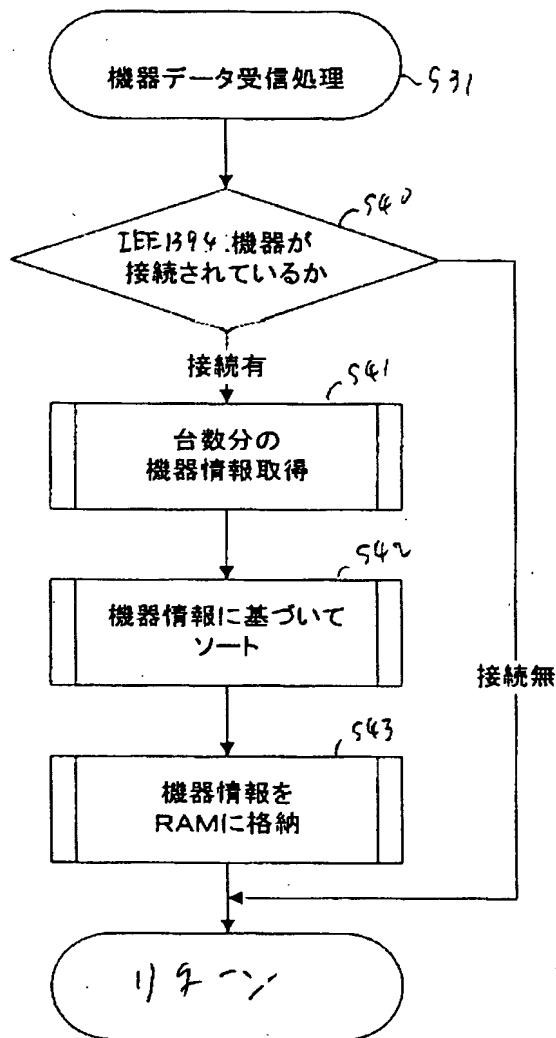 機器データ受信処理
S31
S40
IEE1394:機器が
接続されているか
接続有
S41
台数分の
機器情報取得
S42
機器情報に基づいて
ソート
接続無
S43
機器情報を
RAMに格納
リターン